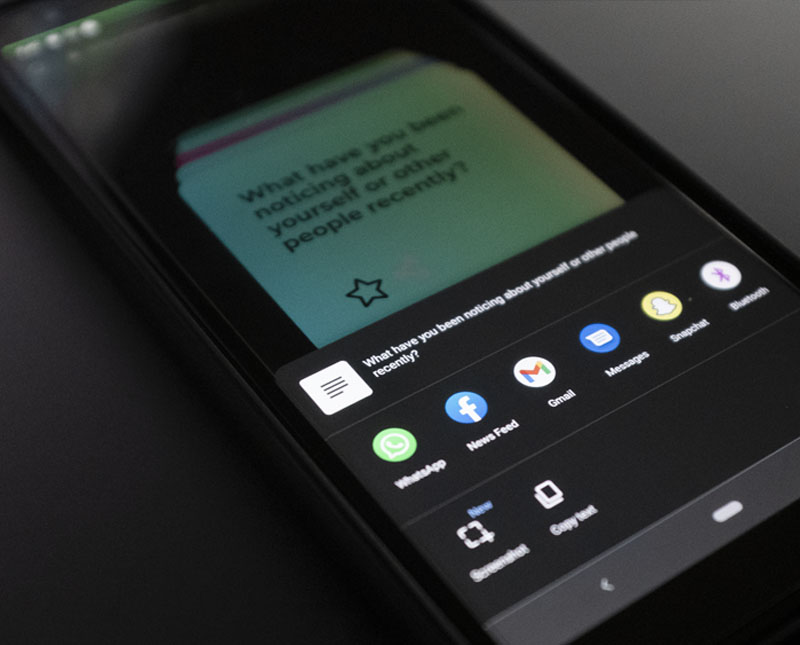 What have you been
noticing about
yourself or other
people recently?
What have you been noticing about yourself or other people
recently?
WhatsApp
News Feed
Gmail
Messages
Snapchat
Bluetooth
New
Screenshot
Copy text